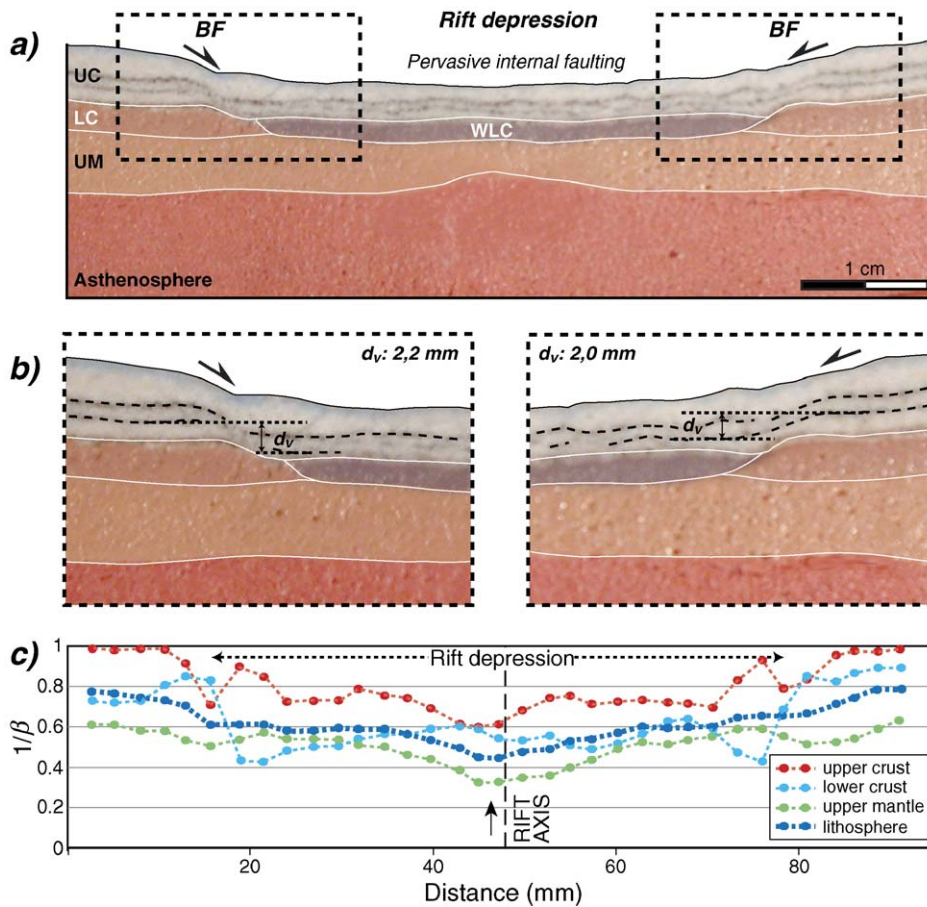 a)
BF
Rift depression
BF
Pervasive internal faulting
UC
LC
WLC
UM
Asthenosphere
1 cm
b)
dv: 2,2 mm
dv: 2,0 mm
dv
dv
c)
1
0.8
0.6
0.4
0.2
0
1/β
Rift depression
RIFT
AXIS
upper crust
lower crust
upper mantle
lithosphere
20
40
60
80
Distance (mm)